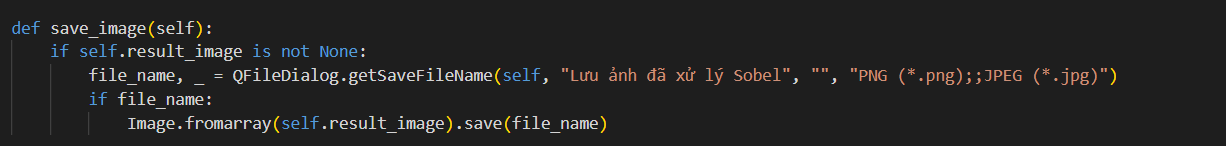 def save_image(self):
    if self.result_image is not None:
        file_name, _ = QFileDialog.getSaveFileName(self, "Lưu ảnh đã xử lý Sobel", "", "PNG (*.png);;JPEG (*.jpg)")
        if file_name:
            Image.fromarray(self.result_image).save(file_name)